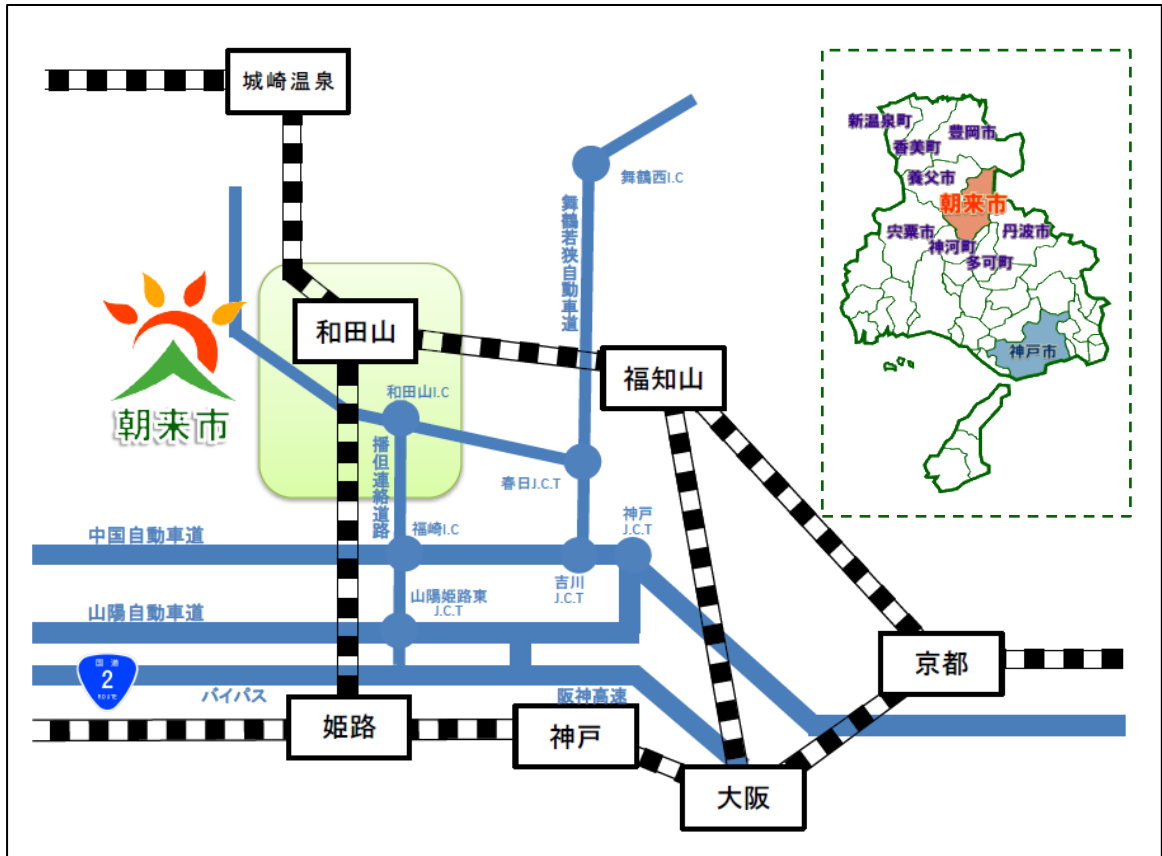 城崎温泉
新温泉町
豊岡市
香美町
養父市
朝来市
宍粟市
丹波市
神河町
多可町
神戸市
舞鶴西I.C
舞鶴若狭自動車道
和田山
福知山
朝来市
和田山I.C
播但連絡道路
春日J.C.T
中国自動車道
福崎I.C
神戸
J.C.T
吉川
J.C.T
山陽自動車道
山陽姫路東
J.C.T
国道
2
ROUTE
バイパス
阪神高速
京都
姫路
神戸
大阪